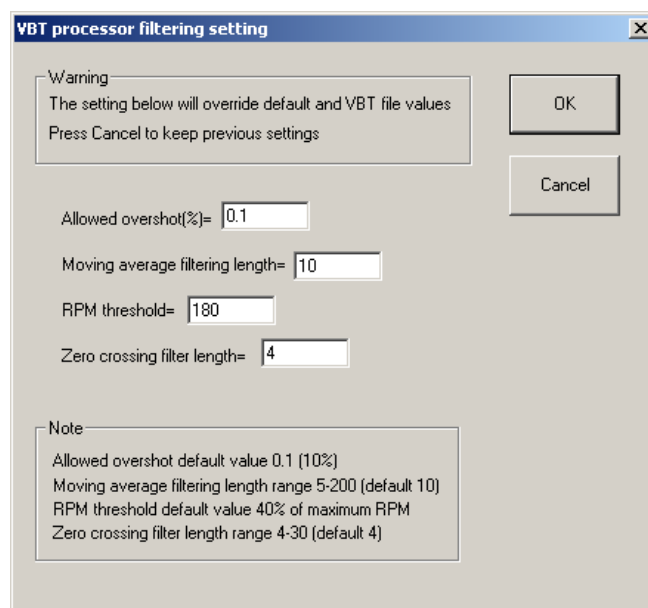 VBT processor filtering setting
Warning
The setting below will override default and VBT file values
Press Cancel to keep previous settings
OK
Cancel
Allowed overshot(%)= 0.1
Moving average filtering length= 10
RPM threshold= 180
Zero crossing filter length= 4
Note
Allowed overshot default value 0.1 (10%)
Moving average filtering length range 5-200 (default 10)
RPM threshold default value 40% of maximum RPM
Zero crossing filter length range 4-30 (default 4)